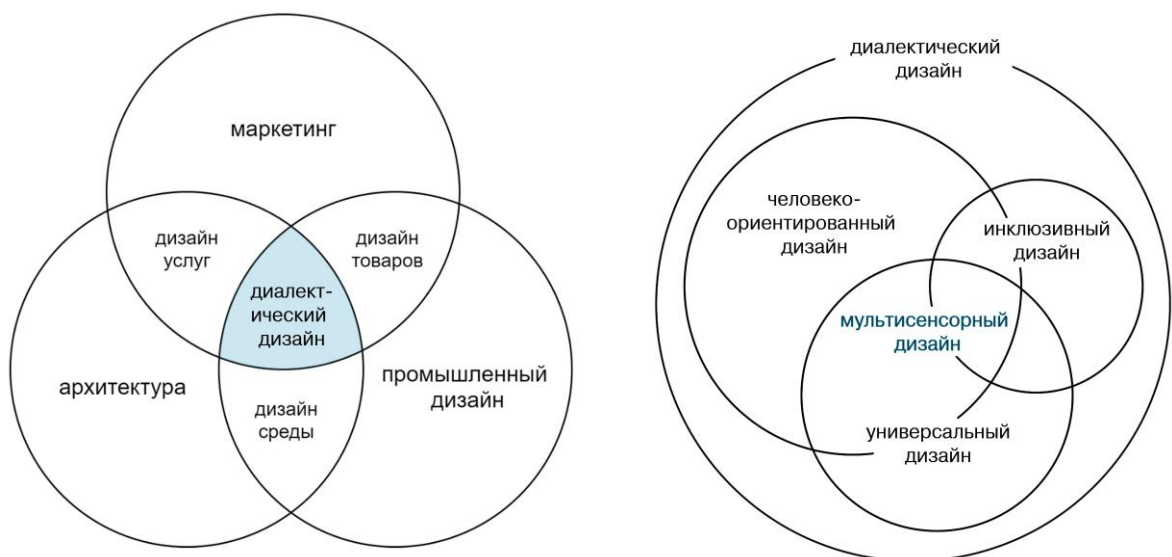 маркетинг
дизайн
услуг
дизайн
товаров
диалект-
ический
дизайн
архитектура
промышленный
дизайн
дизайн
среды
диалектический
дизайн
человеко-
ориентированный
дизайн
инклюзивный
дизайн
мультисенсорный
дизайн
универсальный
дизайн